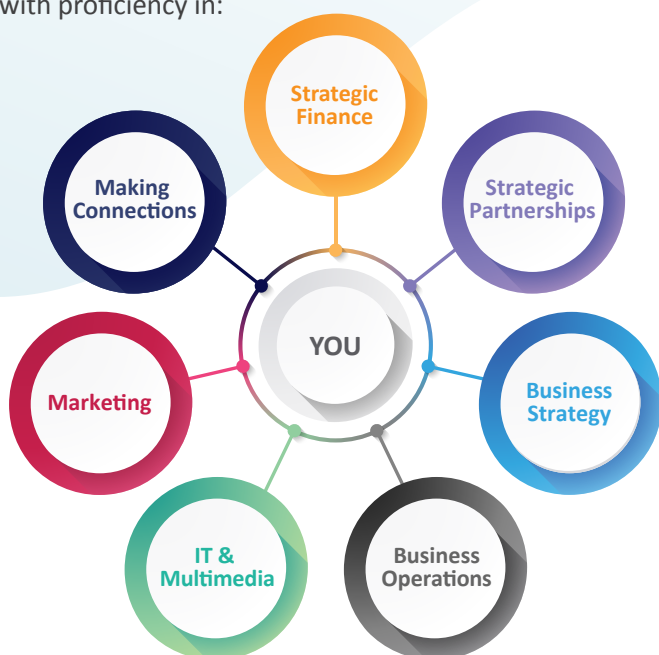 with proficiency in:
Strategic
Finance
Making
Connections
Strategic
Partnerships
YOU
Marketing
Business
Strategy
IT &
Multimedia
Business
Operations